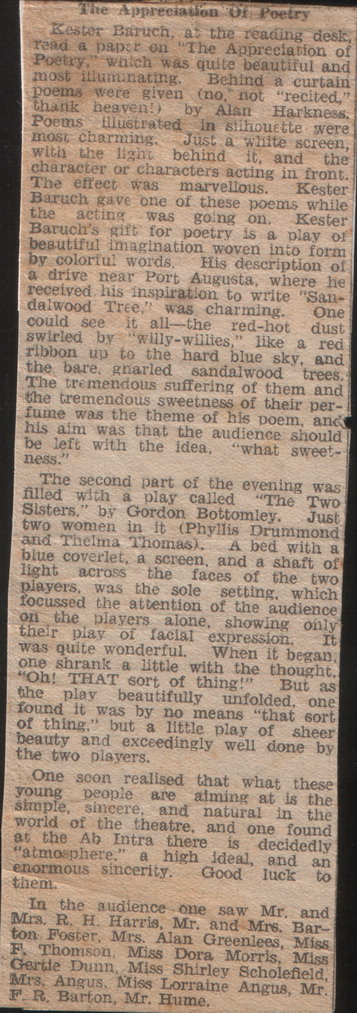 The Appreciation Of Poetry
Kester Baruch, at the reading desk,
read a paper on "The Appreciation of
Poetry," which was quite beautiful and
most illuminating. Behind a curtain
poems were given (no, not "recited,"
thank heaven!) by Alan Harkness.
Poems illustrated in silhouette were
most charming. Just a white screen,
with the light behind it, and the
character or characters acting in front.
The effect was marvellous. Kester
Baruch gave one of these poems while
the acting was going on. Kester
Baruch's gift for poetry is a play of
beautiful imagination woven into form
by colorful words. His description of
a drive near Port Augusta, where he
received his inspiration to write "San-
dalwood Tree," was charming. One
could see it all—the red-hot dust
swirled by "willy-willies," like a red
ribbon up to the hard blue sky, and
the bare, gnarled sandalwood trees.
The tremendous suffering of them and
the tremendous sweetness of their per-
fume was the theme of his poem, and
his aim was that the audience should
be left with the idea, "what sweet-
ness."
The second part of the evening was
filled with a play called "The Two
Sisters," by Gordon Bottomley. Just
two women in it (Phyllis Drummond
and Thelma Thomas). A bed with a
blue coverlet, a screen, and a shaft of
light across the faces of the two
players, was the sole setting, which
focussed the attention of the audience
on the players alone, showing only
their play of facial expression. It
was quite wonderful. When it began,
one shrank a little with the thought,
"Oh! THAT sort of thing!" But as
the play beautifully unfolded, one
found it was by no means "that sort
of thing," but a little play of sheer
beauty and exceedingly well done by
the two players.
One soon realised that what these
young people are aiming at is the
simple, sincere, and natural in the
world of the theatre, and one found
at the Ab Intra there is decidedly
"atmosphere," a high ideal, and an
enormous sincerity. Good luck to
them.
In the audience one saw Mr. and
Mrs. R. H. Harris, Mr. and Mrs. Bar-
ton Foster, Mrs. Alan Greenlees, Miss
F. Thomson, Miss Dora Morris, Miss
Gertie Dunn, Miss Shirley Scholefield,
Mrs. Angus, Miss Lorraine Angus, Mr.
F. R. Barton, Mr. Hume.